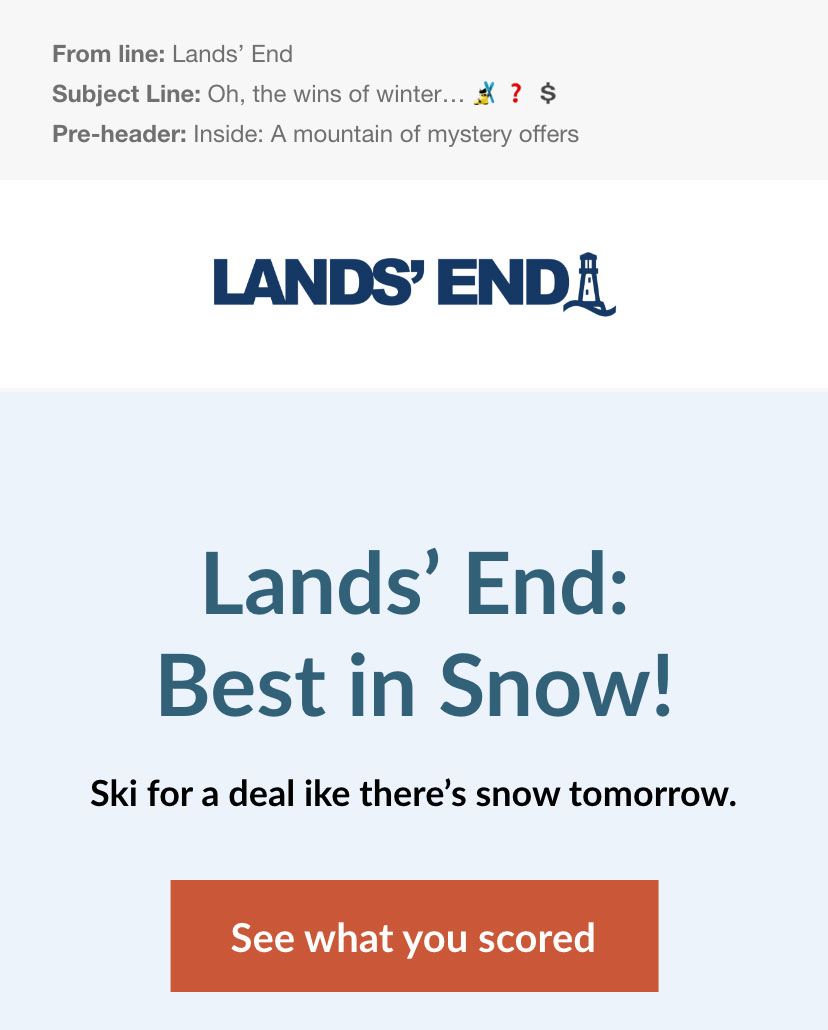 From line: Lands’ End
Subject Line: Oh, the wins of winter… ❓ $
Pre-header: Inside: A mountain of mystery offers
LANDS’ END
Lands’ End:
Best in Snow!
Ski for a deal ike there’s snow tomorrow.
See what you scored